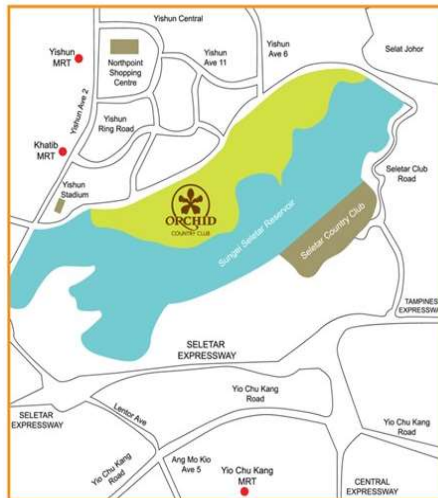 Yishun Central
Yishun
MRT
Northpoint
Shopping
Centre
Yishun
Ave 11
Yishun
Ave 6
Selat Johor
Yishun Ave 2
Yishun
Ring Road
Khatib
MRT
Yishun
Stadium
ORCHID
COUNTRY CLUB
Seletar Club
Road
Sungei Seletar Reservoir
Seletar Country Club
TAMPINES
EXPRESSWAY
SELETAR
EXPRESSWAY
Yio Chu Kang
Road
SELETAR
EXPRESSWAY
Lentor Ave
Yio Chu Kang
Road
Yio Chu Kang
Road
Ang Mo Kio
Ave 5
Yio Chu Kang
MRT
CENTRAL
EXPRESSWAY